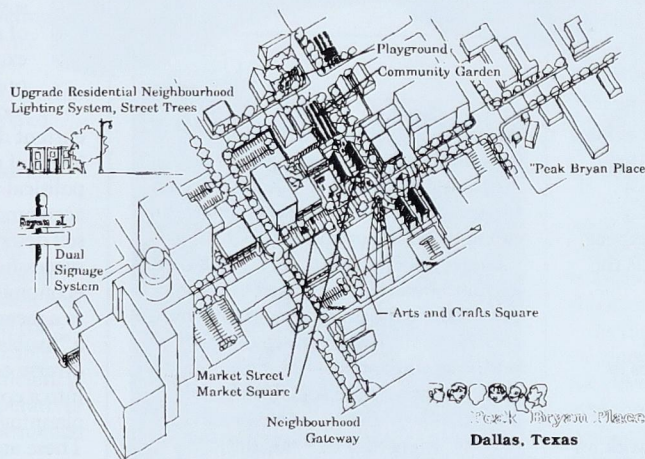 Playground
Community Garden
Upgrade Residential Neighbourhood
Lighting System, Street Trees
"Peak Bryan Place
Dual
Signage
System
Arts and Crafts Square
Market Street
Market Square
Neighbourhood
Gateway
Peak Bryan Place
Dallas, Texas